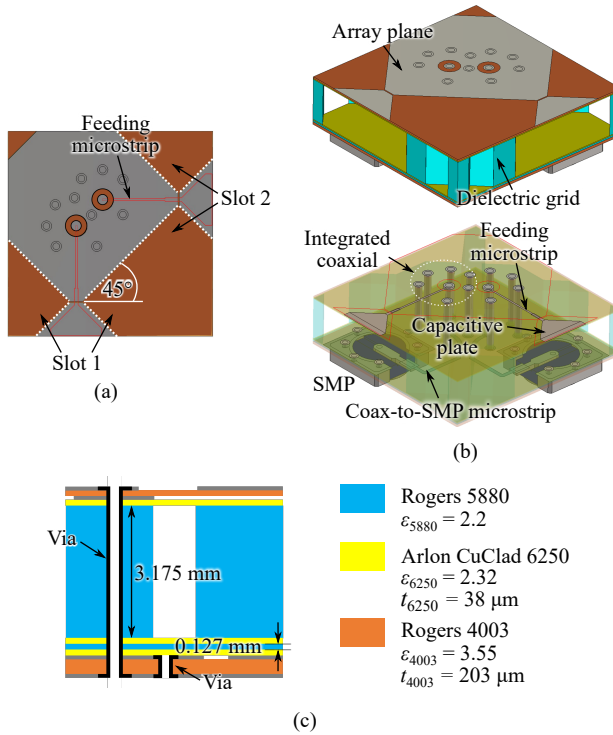 Array plane
Feeding
microstrip
Slot 2
45°
Slot 1
(a)
Dielectric grid
Integrated
coaxial
Feeding
microstrip
Capacitive
plate
SMP
Coax-to-SMP microstrip
(b)
Via
3.175 mm
0.127 mm
Via
Rogers 5880
ε5880 = 2.2
Arlon CuClad 6250
ε6250 = 2.32
t6250 = 38 μm
Rogers 4003
ε4003 = 3.55
t4003 = 203 μm
(c)